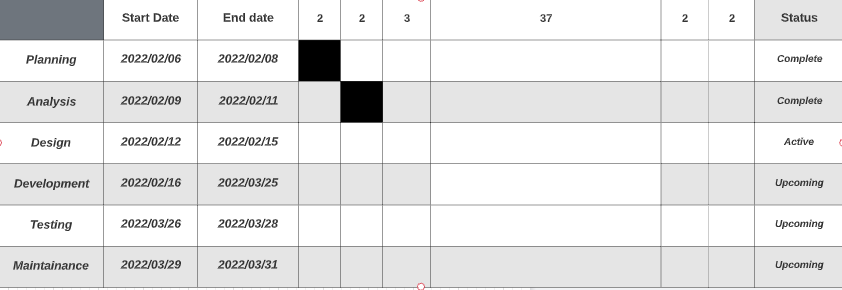 Start Date End date 2 2 3 37 2 2 Status
Planning 2022/02/06 2022/02/08 Complete
Analysis 2022/02/09 2022/02/11 Complete
Design 2022/02/12 2022/02/15 Active
Development 2022/02/16 2022/03/25 Upcoming
Testing 2022/03/26 2022/03/28 Upcoming
Maintainance 2022/03/29 2022/03/31 Upcoming